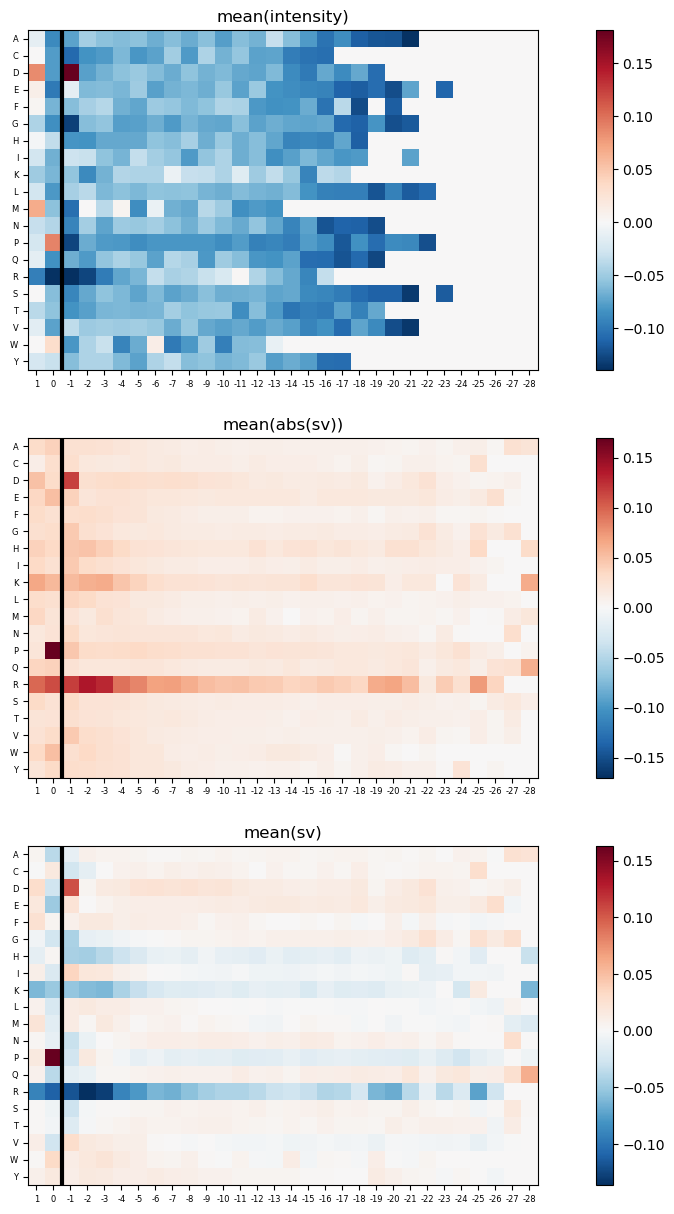 mean(intensity)
A
C
D
E
F
G
H
I
K
L
M
N
P
Q
R
S
T
V
W
Y
1 0 -1 -2 -3 -4 -5 -6 -7 -8 -9 -10 -11 -12 -13 -14 -15 -16 -17 -18 -19 -20 -21 -22 -23 -24 -25 -26 -27 -28
0.15
0.10
0.05
0.00
−0.05
−0.10
mean(abs(sv))
A
C
D
E
F
G
H
I
K
L
M
N
P
Q
R
S
T
V
W
Y
1 0 -1 -2 -3 -4 -5 -6 -7 -8 -9 -10 -11 -12 -13 -14 -15 -16 -17 -18 -19 -20 -21 -22 -23 -24 -25 -26 -27 -28
0.15
0.10
0.05
0.00
−0.05
−0.10
−0.15
mean(sv)
A
C
D
E
F
G
H
I
K
L
M
N
P
Q
R
S
T
V
W
Y
1 0 -1 -2 -3 -4 -5 -6 -7 -8 -9 -10 -11 -12 -13 -14 -15 -16 -17 -18 -19 -20 -21 -22 -23 -24 -25 -26 -27 -28
0.15
0.10
0.05
0.00
−0.05
−0.10